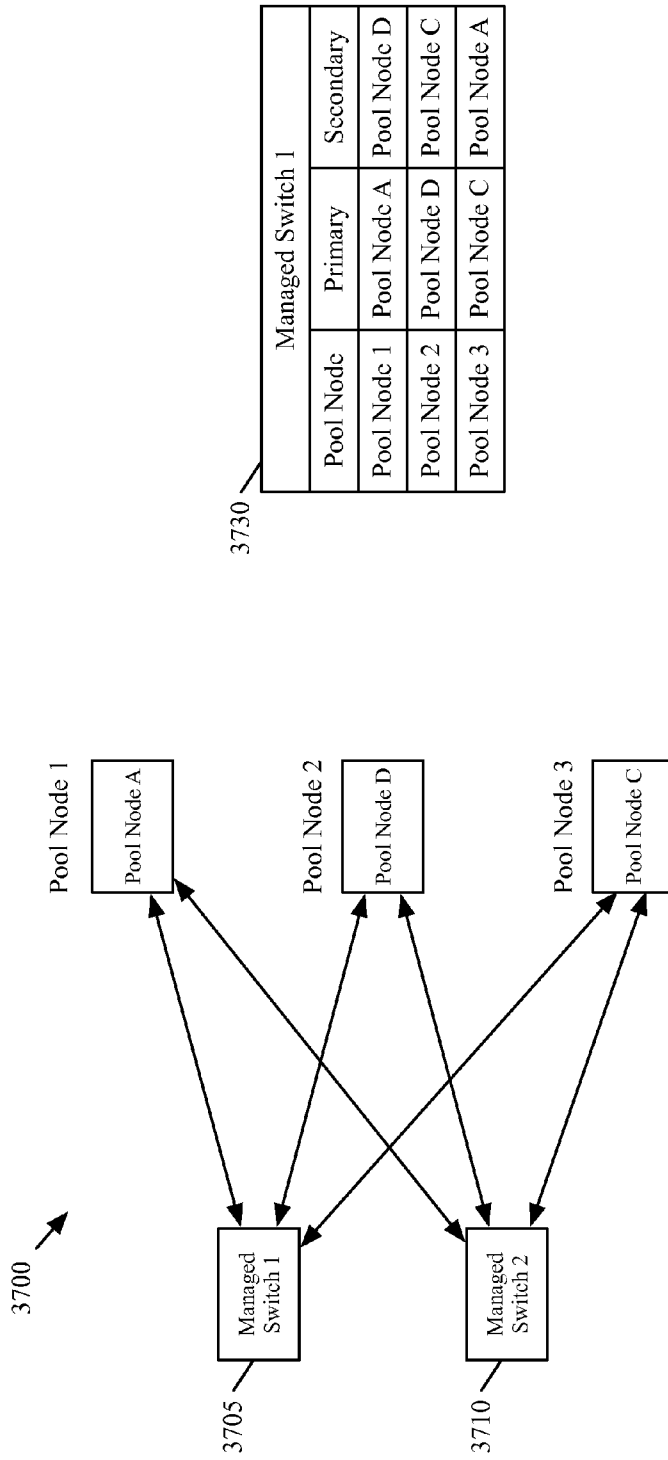 3700
Pool Node 1
Pool Node A
3705
Managed
Switch 1
Pool Node 2
Pool Node D
3710
Managed
Switch 2
Pool Node 3
Pool Node C
3730
Managed Switch 1
Pool Node Primary Secondary
Pool Node 1 Pool Node A Pool Node D
Pool Node 2 Pool Node D Pool Node C
Pool Node 3 Pool Node C Pool Node A